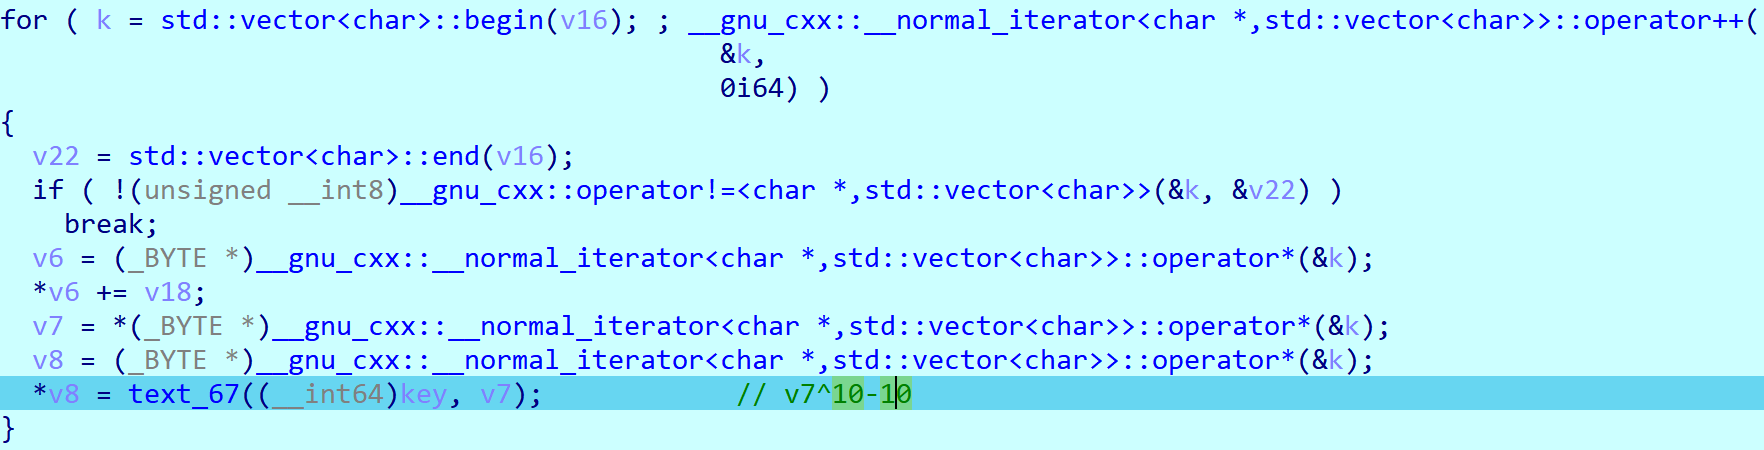 for ( k = std::vector<char>::begin(v16); ; __gnu_cxx::__normal_iterator<char *,std::vector<char>>::operator++(
&k,
0i64) )
{
v22 = std::vector<char>::end(v16);
if ( !(unsigned __int8)__gnu_cxx::operator!=<char *,std::vector<char>>(&k, &v22) )
break;
v6 = (_BYTE *)__gnu_cxx::__normal_iterator<char *,std::vector<char>>::operator*(&k);
*v6 += v18;
v7 = *(_BYTE *)__gnu_cxx::__normal_iterator<char *,std::vector<char>>::operator*(&k);
v8 = (_BYTE *)__gnu_cxx::__normal_iterator<char *,std::vector<char>>::operator*(&k);
*v8 = text_67((__int64)key, v7); // v7^10-10
}